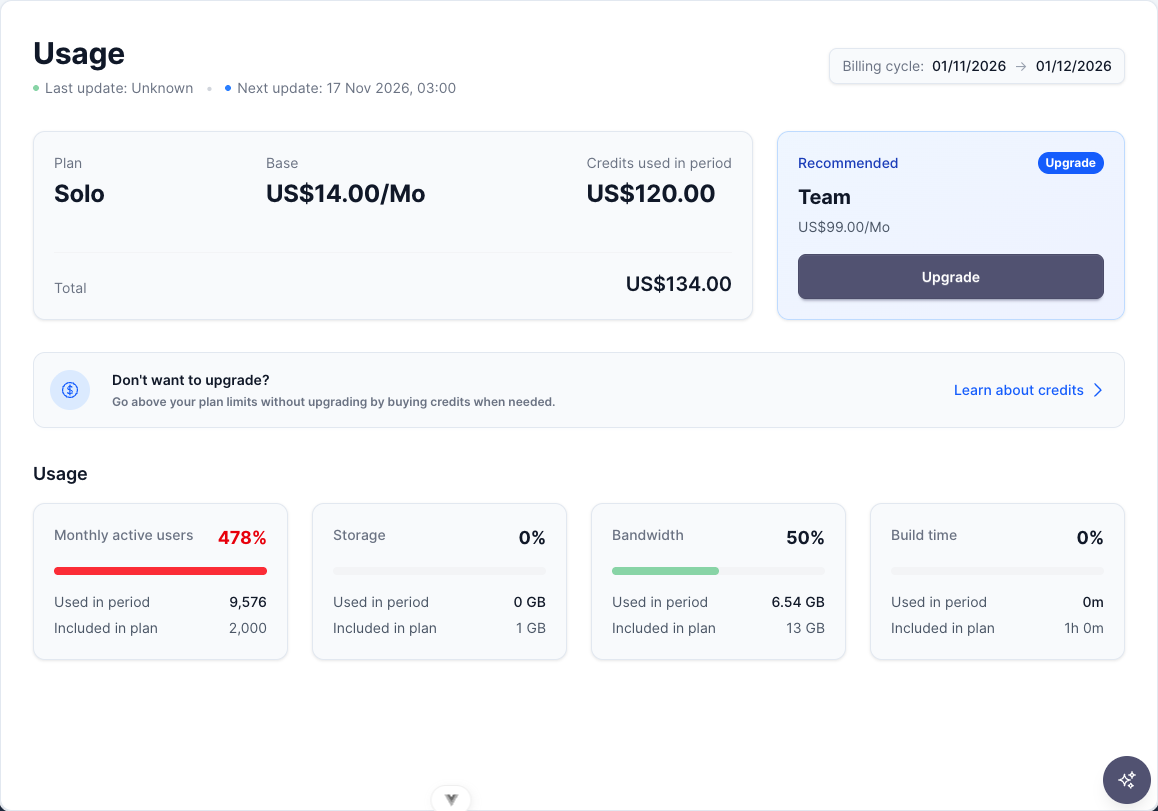 Usage
Last update: Unknown • Next update: 17 Nov 2026, 03:00
Billing cycle: 01/11/2026 → 01/12/2026
Plan
Solo
Base
US$14.00/Mo
Credits used in period
US$120.00
Total
US$134.00
Recommended
Upgrade
Team
US$99.00/Mo
Upgrade
Don't want to upgrade?
Go above your plan limits without upgrading by buying credits when needed.
Learn about credits
Usage
Monthly active users 478%
Used in period 9,576
Included in plan 2,000
Storage 0%
Used in period 0 GB
Included in plan 1 GB
Bandwidth 50%
Used in period 6.54 GB
Included in plan 13 GB
Build time 0%
Used in period 0m
Included in plan 1h 0m